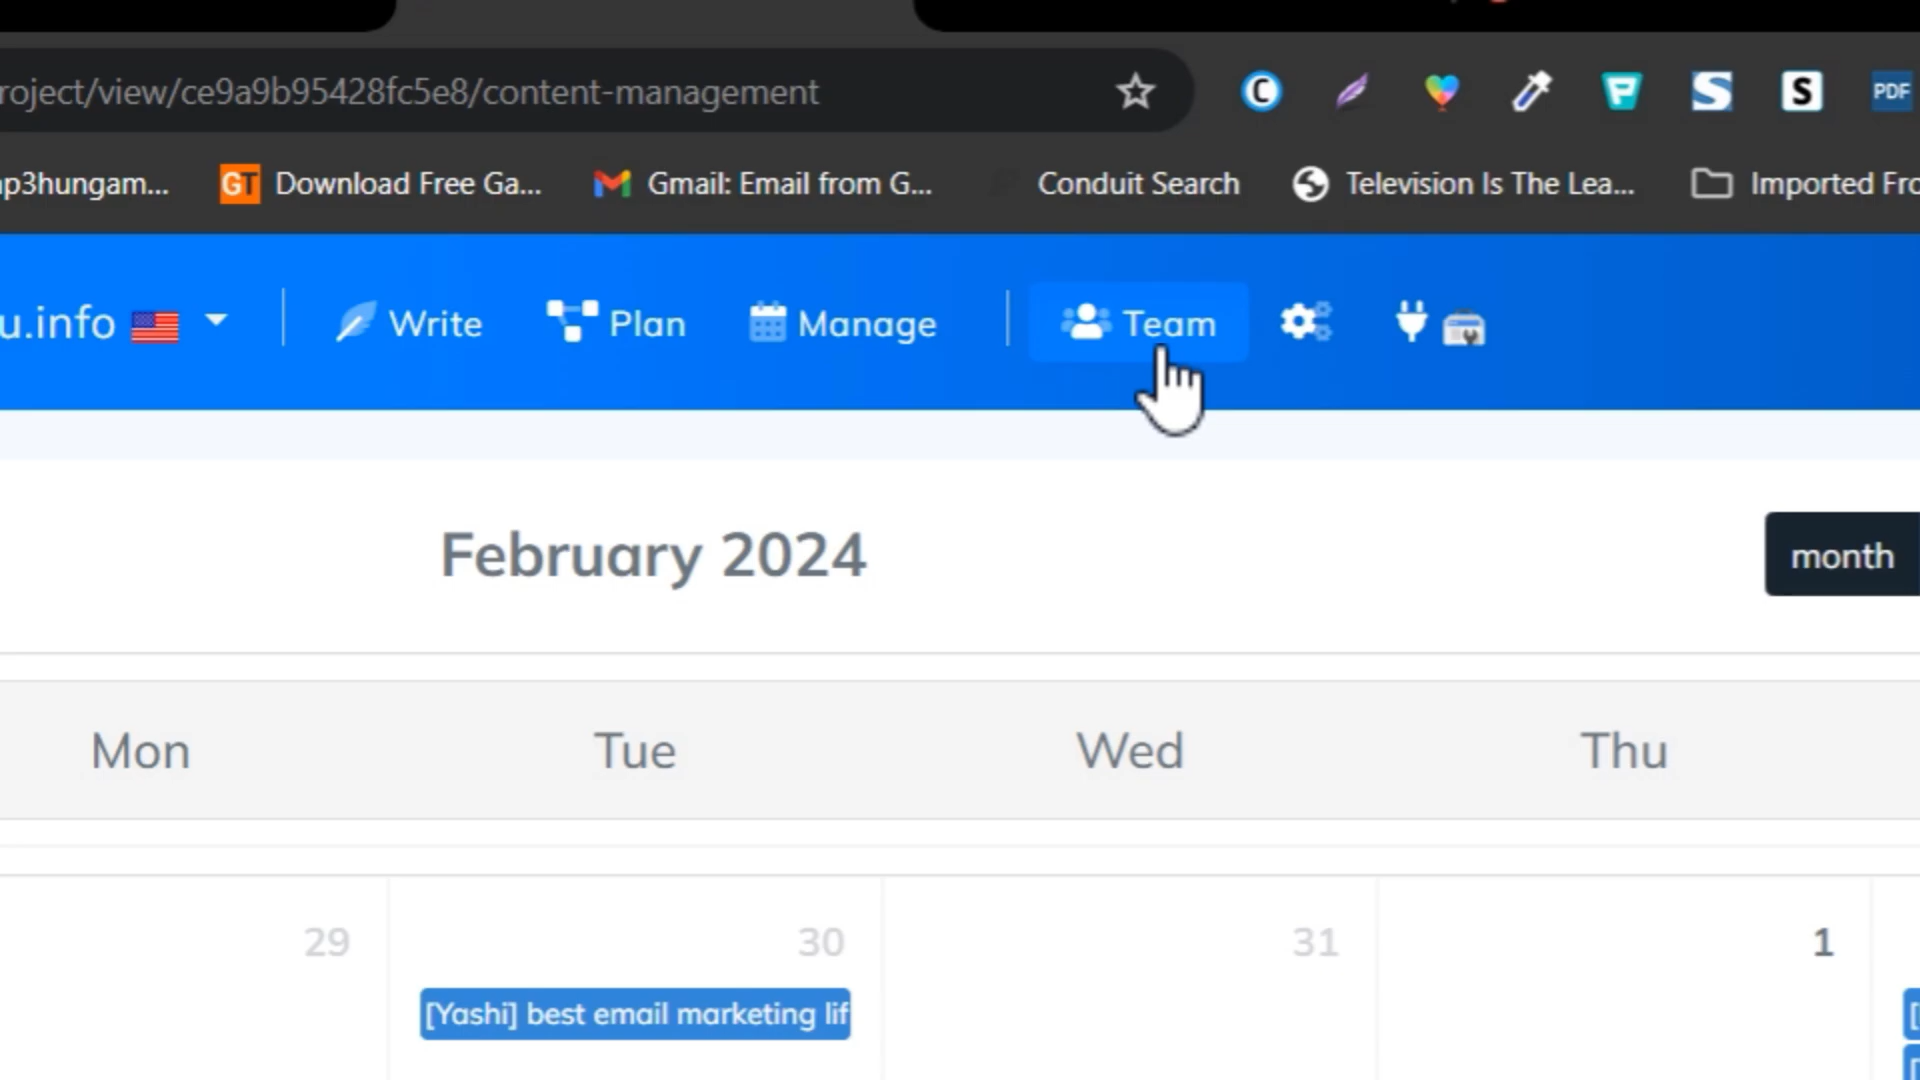 roject/view/ce9a9b95428fc5e8/content-management
C
S
S
PDF
p3hungam...
GT
Download Free Ga...
Gmail: Email from G...
Conduit Search
Television Is The Lea...
Imported Fro
u.info
Write
Plan
Manage
Team
February 2024
month
Mon
Tue
Wed
Thu
29
30
31
1
[Yashi] best email marketing lif
[
[